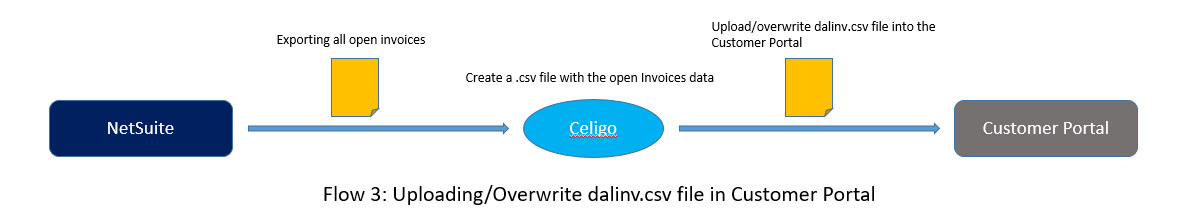 Exporting all open invoices
Upload/overwrite dalinv.csv file into the
Customer Portal
Create a .csv file with the open Invoices data
NetSuite
Celigo
Customer Portal
Flow 3: Uploading/Overwrite dalinv.csv file in Customer Portal